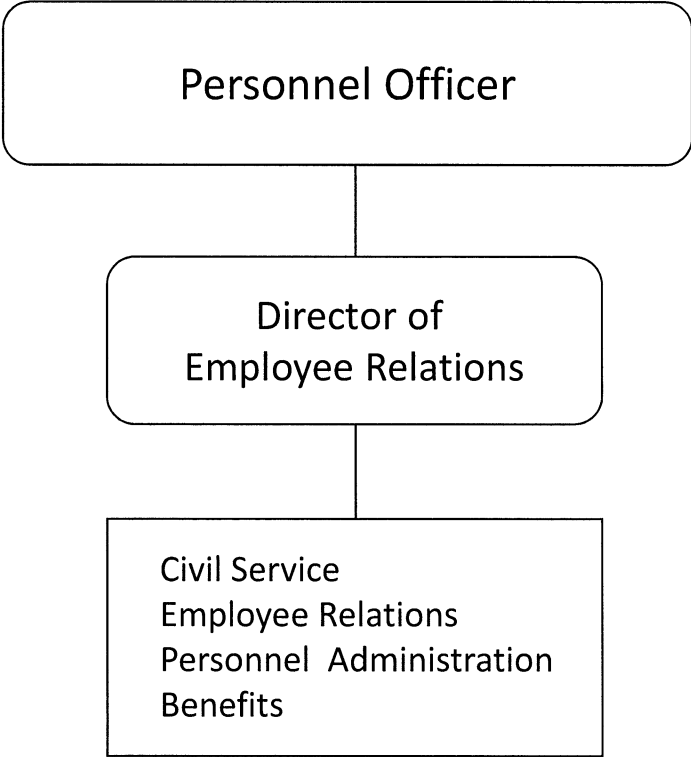 Personnel Officer
Director of
Employee Relations
Civil Service
Employee Relations
Personnel Administration
Benefits